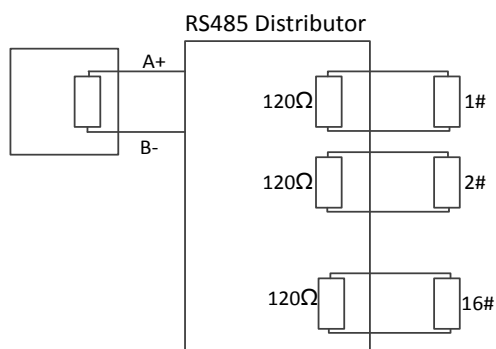 RS485 Distributor
A+
B-
120Ω 1#
120Ω 2#
120Ω 16#